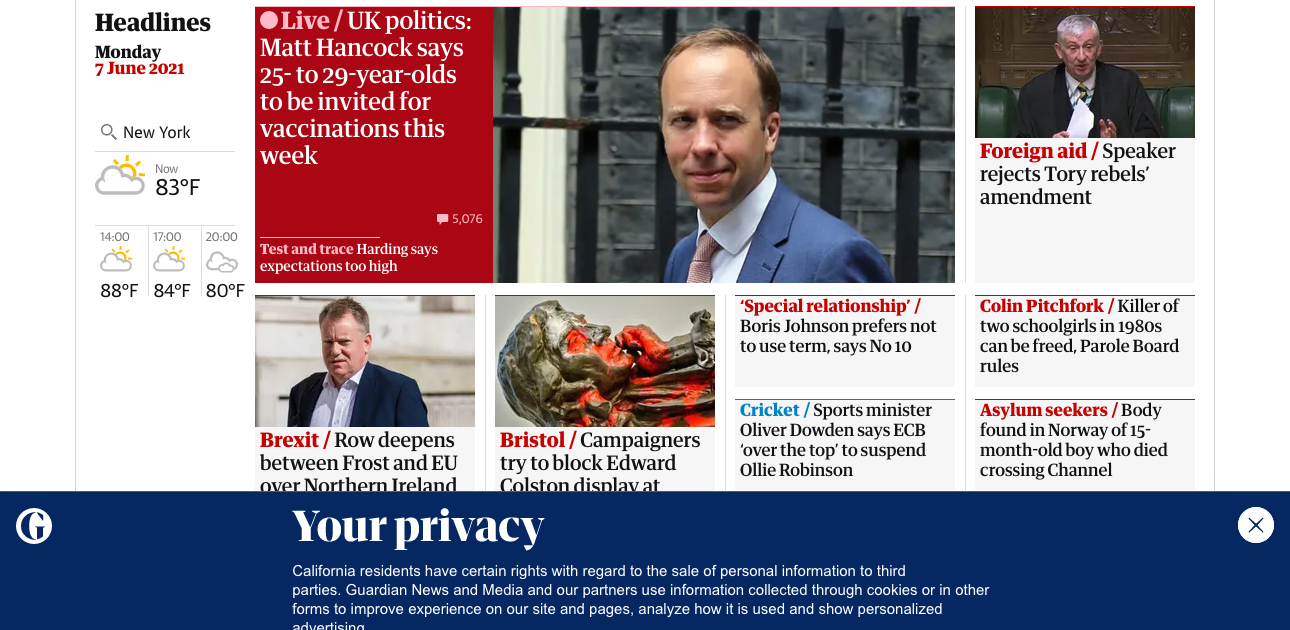 Headlines
Monday
7 June 2021
New York
Now
83°F
14:00
17:00
20:00
88°F
84°F
80°F
Live / UK politics:
Matt Hancock says
25- to 29-year-olds
to be invited for
vaccinations this
week
5,076
Test and trace Harding says
expectations too high
Foreign aid / Speaker
rejects Tory rebels’
amendment
Brexit / Row deepens
between Frost and EU
over Northern Ireland
Bristol / Campaigners
try to block Edward
Colston display at
‘Special relationship’ /
Boris Johnson prefers not
to use term, says No 10
Cricket / Sports minister
Oliver Dowden says ECB
‘over the top’ to suspend
Ollie Robinson
Colin Pitchfork / Killer of
two schoolgirls in 1980s
can be freed, Parole Board
rules
Asylum seekers / Body
found in Norway of 15-
month-old boy who died
crossing Channel
G
Your privacy
California residents have certain rights with regard to the sale of personal information to third
parties. Guardian News and Media and our partners use information collected through cookies or in other
forms to improve experience on our site and pages, analyze how it is used and show personalized
advertising.